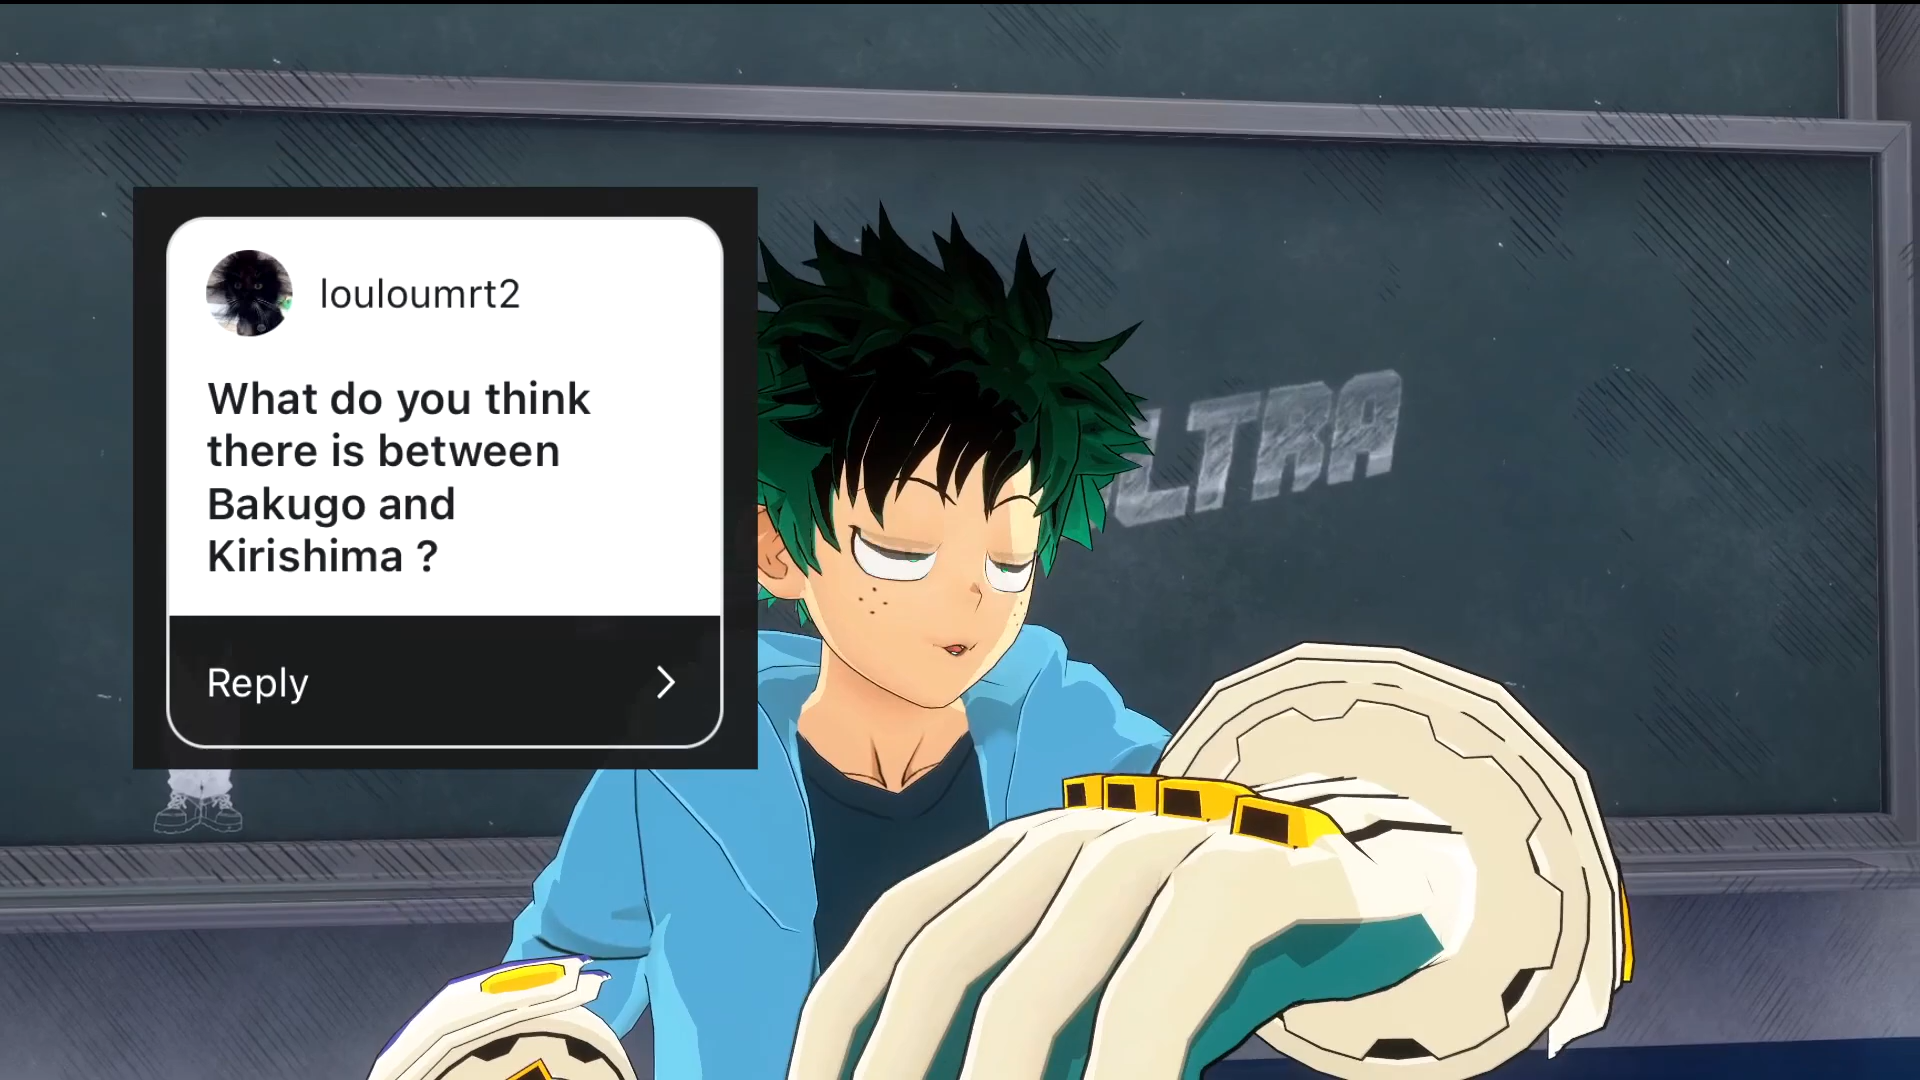 louloumrt2
What do you think
there is between
Bakugo and
Kirishima ?
Reply